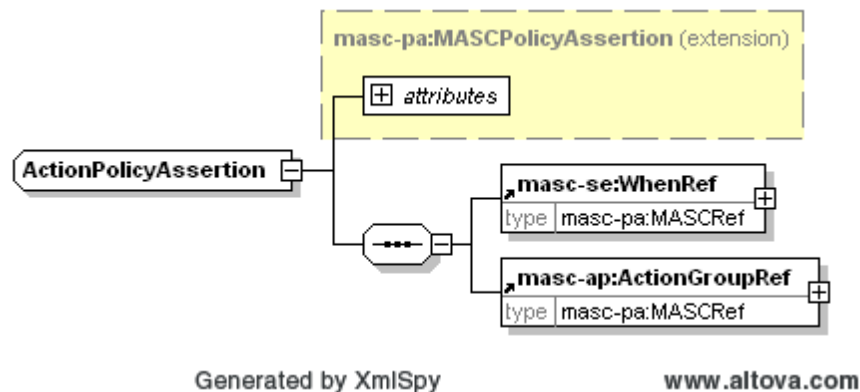 masc-pa:MASCPolicyAssertion (extension)
attributes
ActionPolicyAssertion
masc-se:WhenRef
type masc-pa:MASCRef
masc-ap:ActionGroupRef
type masc-pa:MASCRef
Generated by XmlSpy www.altova.com